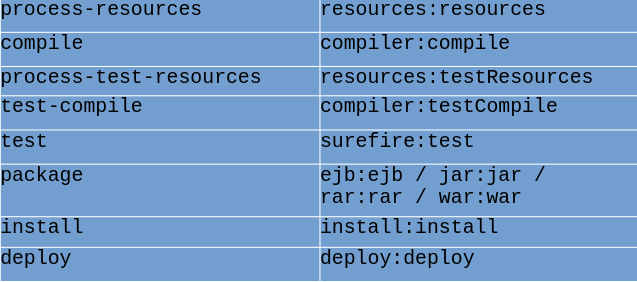 process-resources resources:resources
compile compiler:compile
process-test-resources resources:testResources
test-compile compiler:testCompile
test surefire:test
package ejb:ejb / jar:jar /
rar:rar / war:war
install install:install
deploy deploy:deploy